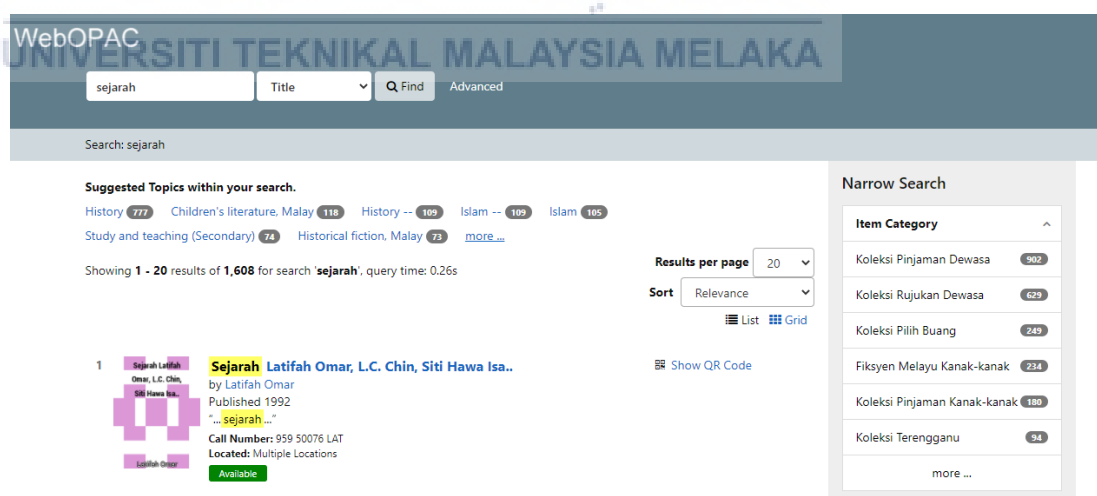 WebOPAC
UNIVERSITI TEKNIKAL MALAYSIA MELAKA
sejarah Title Find Advanced
Search: sejarah
Suggested Topics within your search.
History 777 Children's literature, Malay 118 History -- 109 Islam -- 109 Islam 105
Study and teaching (Secondary) 74 Historical fiction, Malay 73 more ...
Showing 1 - 20 results of 1,608 for search 'sejarah', query time: 0.26s
Results per page 20
Sort Relevance
List Grid
1
Sejarah Latifah
Omar, L.C. Chin,
Siti Hawa Isa..
Latifah Omar
Sejarah Latifah Omar, L.C. Chin, Siti Hawa Isa..
by Latifah Omar
Published 1992
“... sejarah ...”
Call Number: 959 50076 LAT
Located: Multiple Locations
Available
Show QR Code
Narrow Search
Item Category
Koleksi Pinjaman Dewasa 902
Koleksi Rujukan Dewasa 629
Koleksi Pilih Buang 249
Fiksyen Melayu Kanak-kanak 234
Koleksi Pinjaman Kanak-kanak 180
Koleksi Terengganu 94
more ...